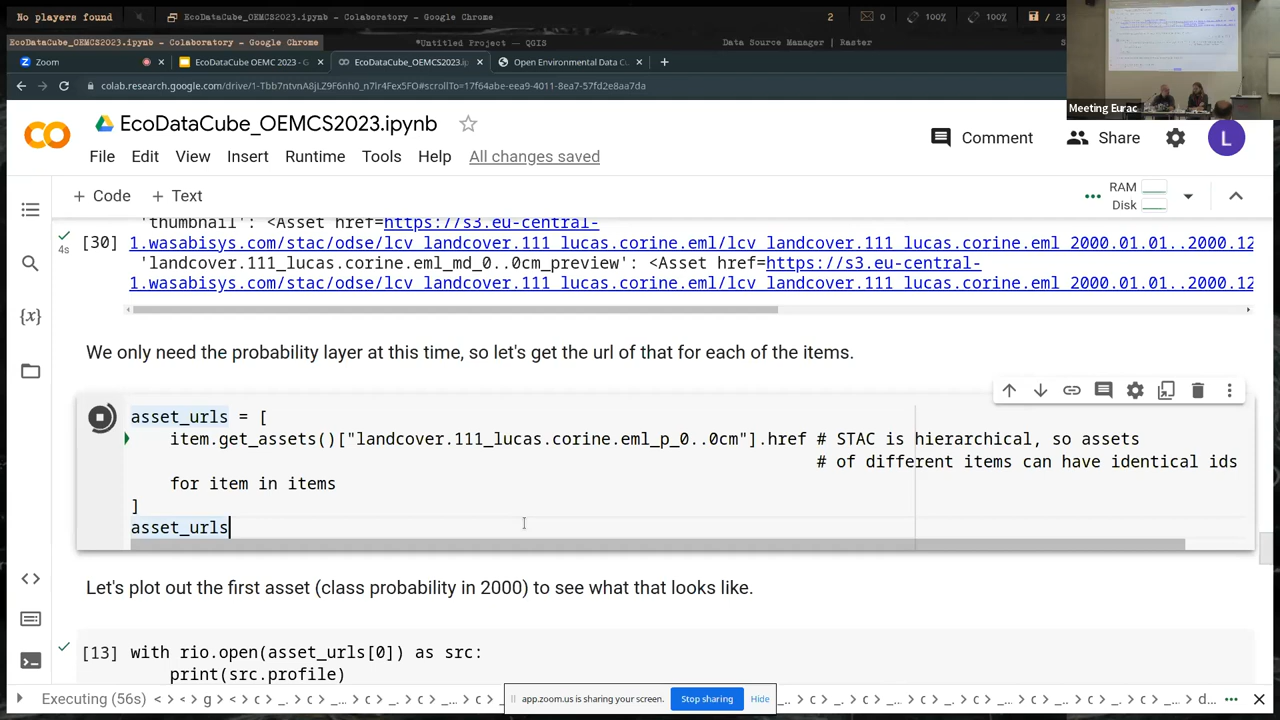 No players found
EcoDataCube_OEMCS2023.ipynb - Colaboratory - Google Chrome
2
0
100%
100%
/ 23
EcoDataCube_OEMCS2023.ipynb – Colaboratory – Google Chrome
*Untitled Project — QGIS
Data Source Manager | Raster
Zoom
EcoDataCube OEMC 2023 - G
EcoDataCube_OEMCS2023.ipynb
Open Environmental Data C
colab.research.google.com/drive/1-Tbb7ntvnA8jLZ9F6nh0_n7lr4Fex5FO#scrollTo=17f64abe-eea9-4011-8ea7-57fd2e8aa7da
Meeting Eurac
EcoDataCube_OEMCS2023.ipynb
Comment
Share
L
File Edit View Insert Runtime Tools Help All changes saved
+ Code + Text
RAM
Disk
'thumbnail': <Asset href=https://s3.eu-central-
4s
[30] 1.wasabisys.com/stac/odse/lcv_landcover.111_lucas.corine.eml/lcv_landcover.111_lucas.corine.eml_2000.01.01..2000.12
'landcover.111_lucas.corine.eml_md_0..0cm_preview': <Asset href=https://s3.eu-central-
1.wasabisys.com/stac/odse/lcv_landcover.111_lucas.corine.eml/lcv_landcover.111_lucas.corine.eml_2000.01.01..2000.12
We only need the probability layer at this time, so let's get the url of that for each of the items.
asset_urls = [
item.get_assets()["landcover.111_lucas.corine.eml_p_0..0cm"].href # STAC is hierarchical, so assets
# of different items can have identical ids
for item in items
]
asset_urls
Let's plot out the first asset (class probability in 2000) to see what that looks like.
[13] with rio.open(asset_urls[0]) as src:
print(src.profile)
Executing (56s) < > < > g > < > _. > _. > c > c > c > c >
app.zoom.us is sharing your screen.
Stop sharing
Hide